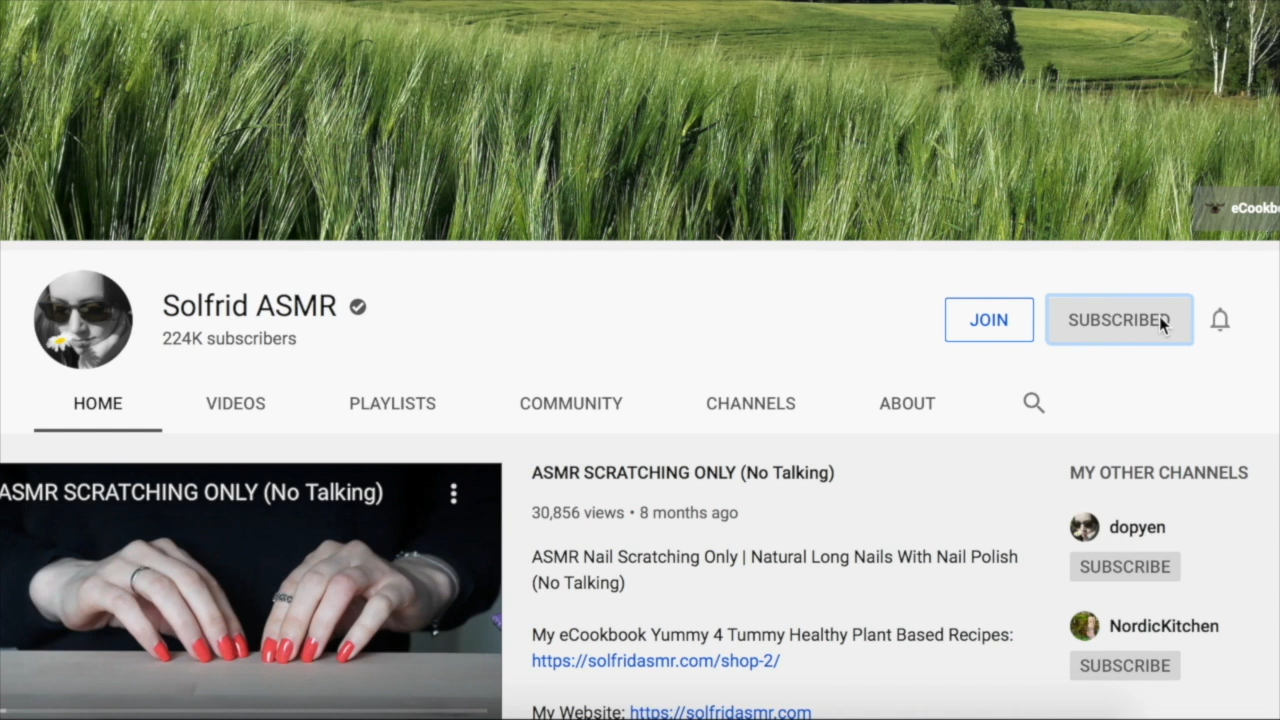 eCookb
Solfrid ASMR
224K subscribers
JOIN
SUBSCRIBED
HOME
VIDEOS
PLAYLISTS
COMMUNITY
CHANNELS
ABOUT
ASMR SCRATCHING ONLY (No Talking)
ASMR SCRATCHING ONLY (No Talking)
30,856 views • 8 months ago
ASMR Nail Scratching Only | Natural Long Nails With Nail Polish
(No Talking)
My eCookbook Yummy 4 Tummy Healthy Plant Based Recipes:
https://solfridasmr.com/shop-2/
My Website: https://solfridasmr.com
MY OTHER CHANNELS
dopyen
SUBSCRIBE
NordicKitchen
SUBSCRIBE